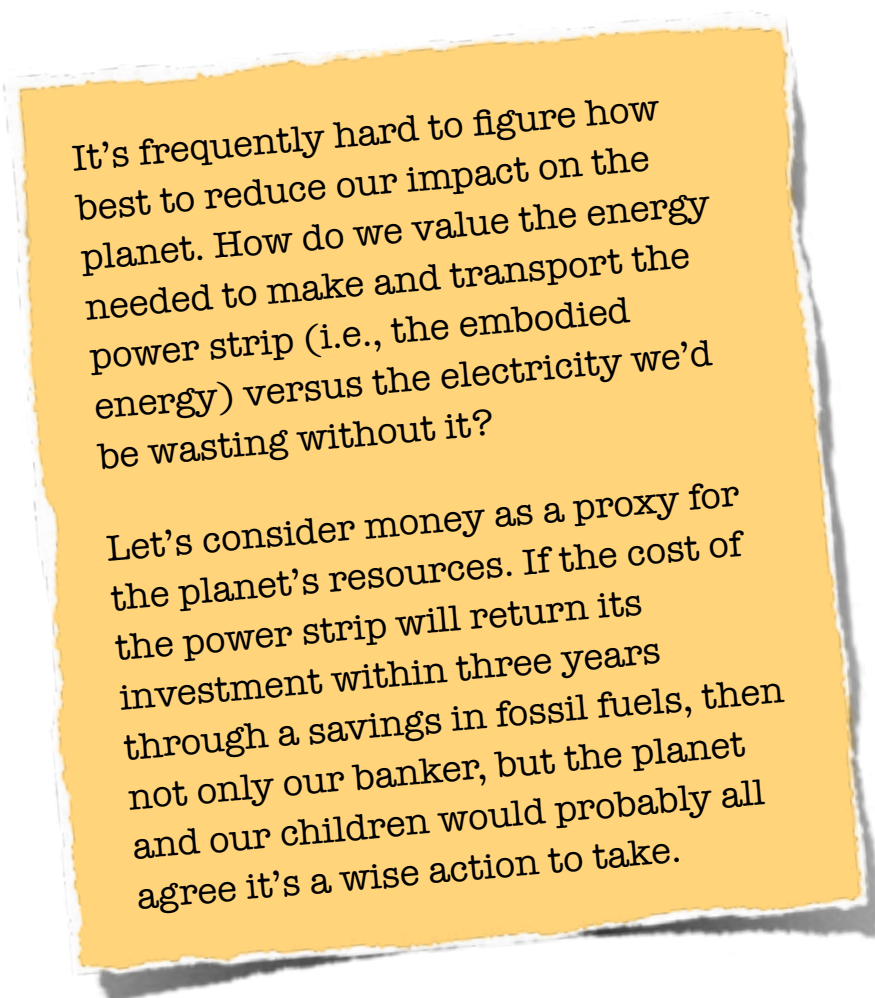 It’s frequently hard to figure how
best to reduce our impact on the
planet. How do we value the energy
needed to make and transport the
power strip (i.e., the embodied
energy) versus the electricity we’d
be wasting without it?
Let’s consider money as a proxy for
the planet’s resources. If the cost of
the power strip will return its
investment within three years
through a savings in fossil fuels, then
not only our banker, but the planet
and our children would probably all
agree it’s a wise action to take.